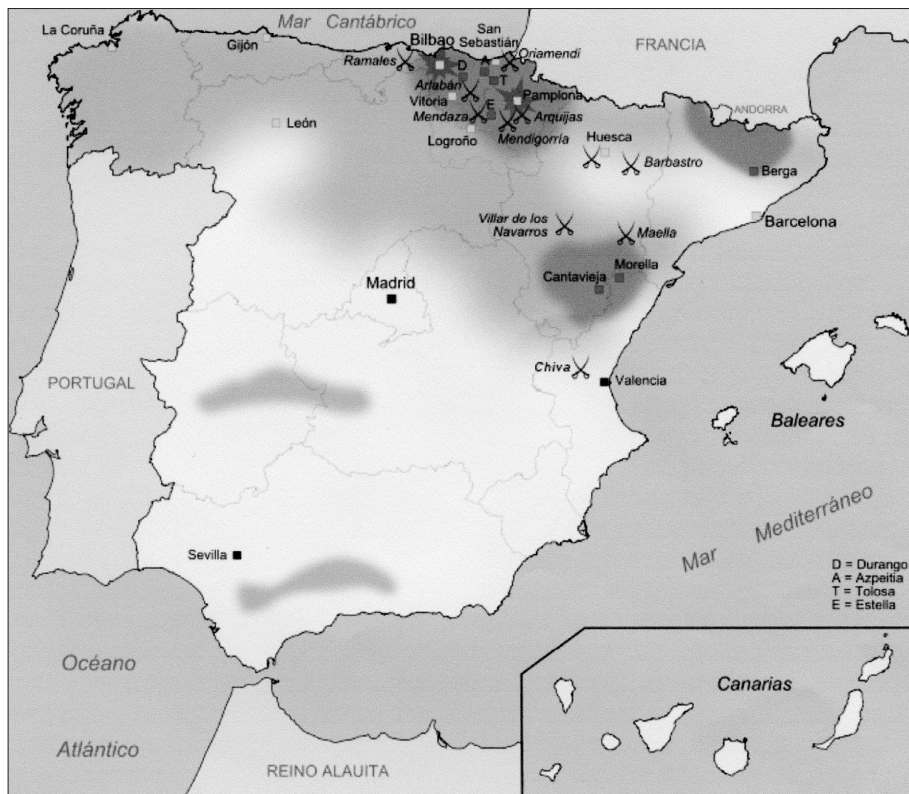 Mar Cantábrico
La Coruña
Gijón
Bilbao
San
Sebastián
Oriamendi
FRANCIA
Ramales
D
A
T
Arlabán
Vitoria
Pamplona
ANDORRA
Mendaza
E
Arquijas
León
Logroño
Mendigorría
Huesca
Barbastro
Berga
Villar de los
Navarros
Maella
Barcelona
Cantavieja
Morella
Madrid
Chiva
Valencia
PORTUGAL
Baleares
Mar Mediterráneo
Sevilla
D = Durango
A = Azpeitia
T = Tolosa
E = Estella
Océano
Atlántico
Canarias
REINO ALAUITA